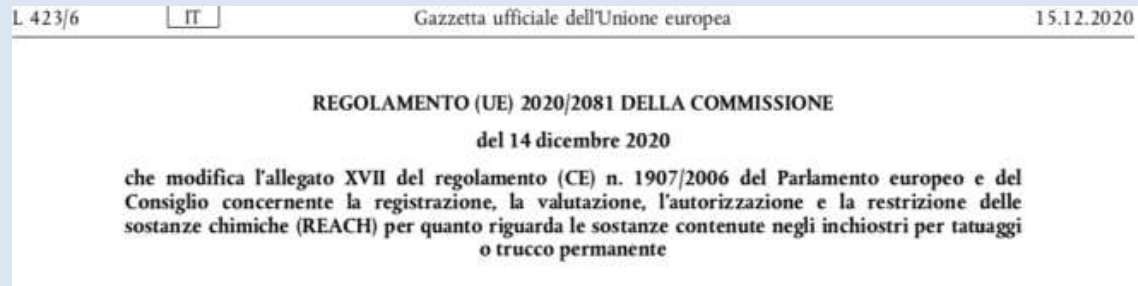 L 423/6 IT Gazzetta ufficiale dell'Unione europea 15.12.2020
REGOLAMENTO (UE) 2020/2081 DELLA COMMISSIONE
del 14 dicembre 2020
che modifica l'allegato XVII del regolamento (CE) n. 1907/2006 del Parlamento europeo e del
Consiglio concernente la registrazione, la valutazione, l'autorizzazione e la restrizione delle
sostanze chimiche (REACH) per quanto riguarda le sostanze contenute negli inchiostri per tatuaggi
o trucco permanente